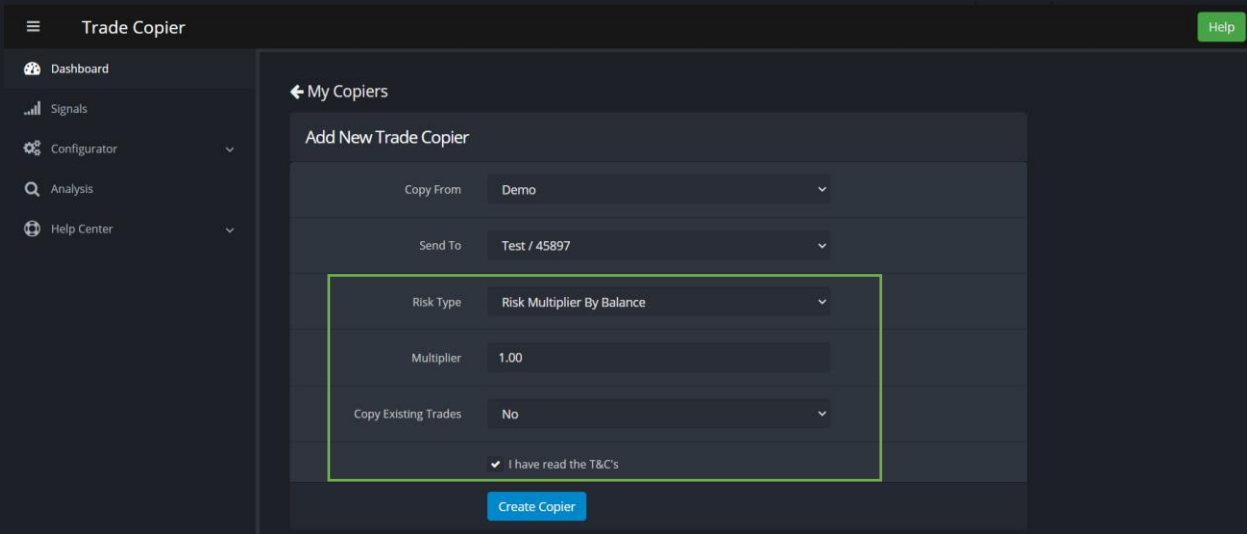 Trade Copier
Help
Dashboard
Signals
Configurator
Analysis
Help Center
My Copiers
Add New Trade Copier
Copy From Demo
Send To Test / 45897
Risk Type Risk Multiplier By Balance
Multiplier 1.00
Copy Existing Trades No
I have read the T&C's
Create Copier